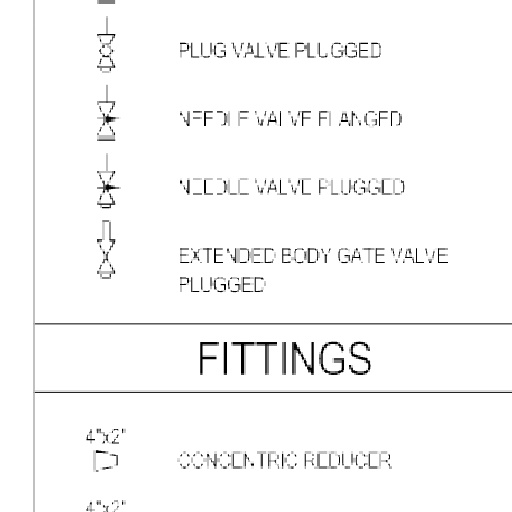 PLUG VALVE PLUGGED
NEEDLE VALVE FLANGED
NEEDLE VALVE PLUGGED
EXTENDED BODY GATE VALVE
PLUGGED
FITTINGS
4"x2"
CONCENTRIC REDUCER
4"x2"